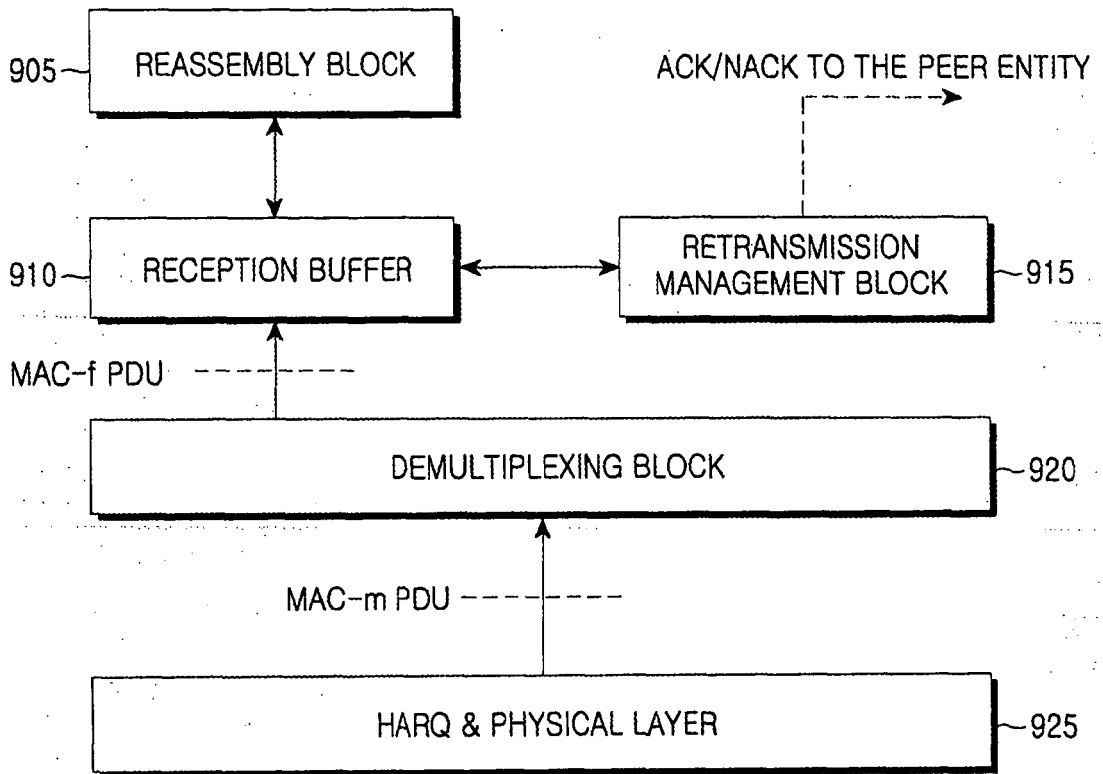 905
REASSEMBLY BLOCK
ACK/NACK TO THE PEER ENTITY
910
RECEPTION BUFFER
RETRANSMISSION
MANAGEMENT BLOCK
915
MAC-f PDU
DEMULTIPLEXING BLOCK
920
MAC-m PDU
HARQ & PHYSICAL LAYER
925